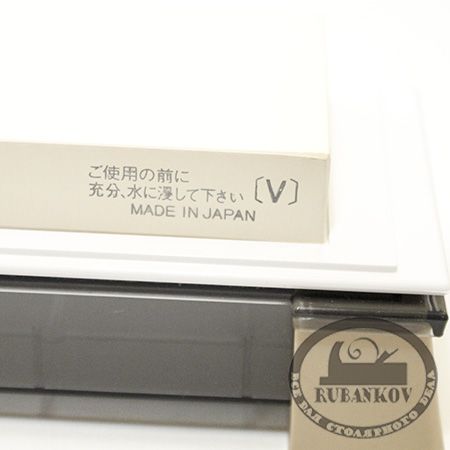 ご使用の前に
充分、水に浸して下さい
〔V〕
MADE IN JAPAN
RUBANKOV
ВСЕ ДЛЯ СТОЛЯРНОГО ДЕЛА